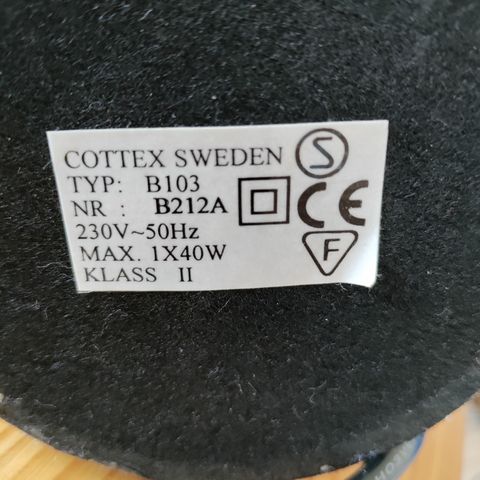 COTTEX SWEDEN S
TYP: B103
NR : B212A CE
230V~50Hz
MAX. 1X40W F
KLASS II